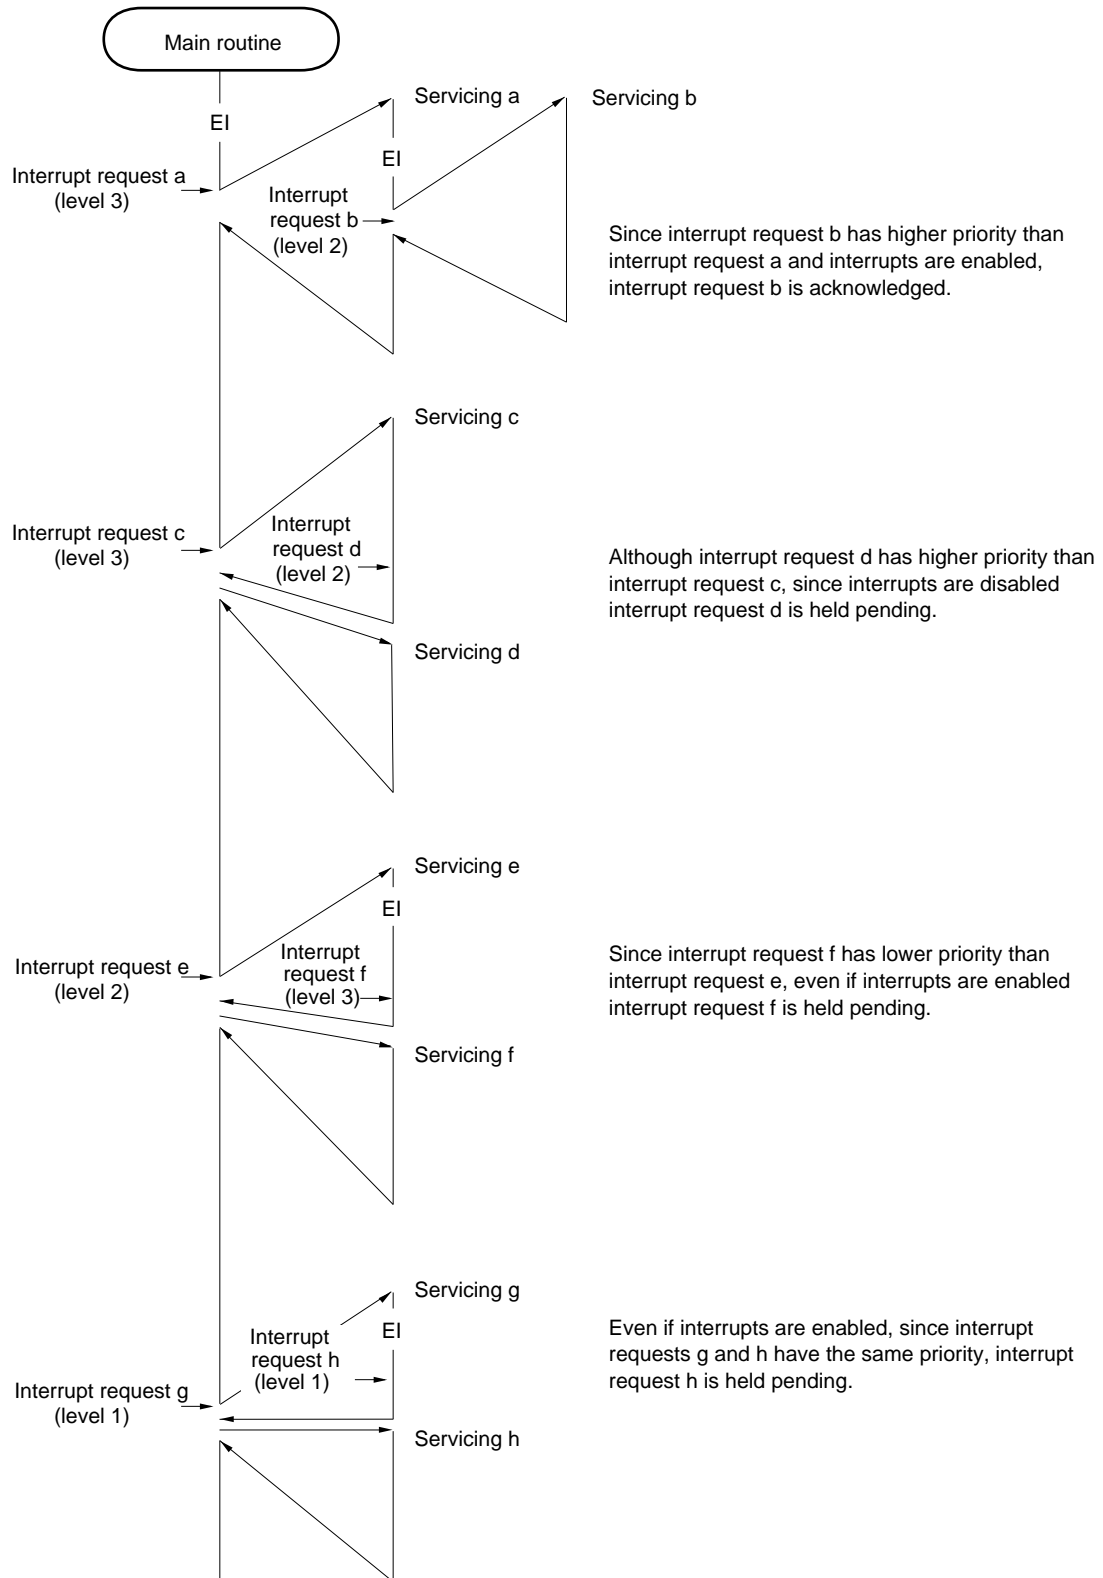 Main routine
EI
Servicing a
Servicing b
EI
Interrupt request a
(level 3)
Interrupt
request b
(level 2)
Since interrupt request b has higher priority than
interrupt request a and interrupts are enabled,
interrupt request b is acknowledged.
Servicing c
Interrupt request c
(level 3)
Interrupt
request d
(level 2)
Although interrupt request d has higher priority than
interrupt request c, since interrupts are disabled
interrupt request d is held pending.
Servicing d
Servicing e
EI
Interrupt request e
(level 2)
Interrupt
request f
(level 3)
Since interrupt request f has lower priority than
interrupt request e, even if interrupts are enabled
interrupt request f is held pending.
Servicing f
Servicing g
EI
Interrupt
request h
(level 1)
Interrupt request g
(level 1)
Even if interrupts are enabled, since interrupt
requests g and h have the same priority, interrupt
request h is held pending.
Servicing h